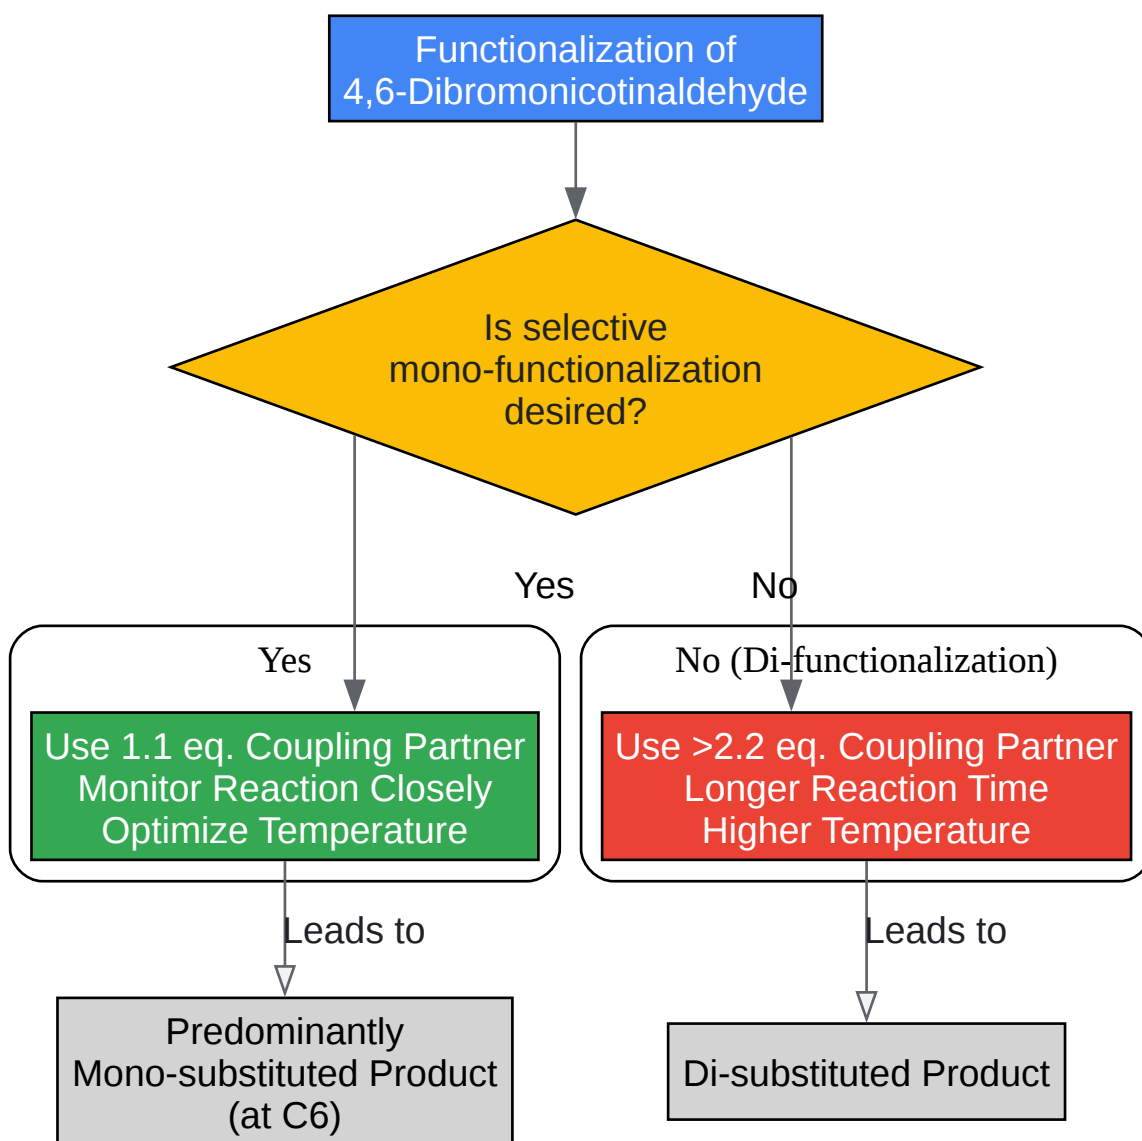 Functionalization of
4,6-Dibromonicotinaldehyde
Is selective
mono-functionalization
desired?
Yes
No
Yes
No (Di-functionalization)
Use 1.1 eq. Coupling Partner
Monitor Reaction Closely
Optimize Temperature
Use >2.2 eq. Coupling Partner
Longer Reaction Time
Higher Temperature
Leads to
Leads to
Predominantly
Mono-substituted Product
(at C6)
Di-substituted Product